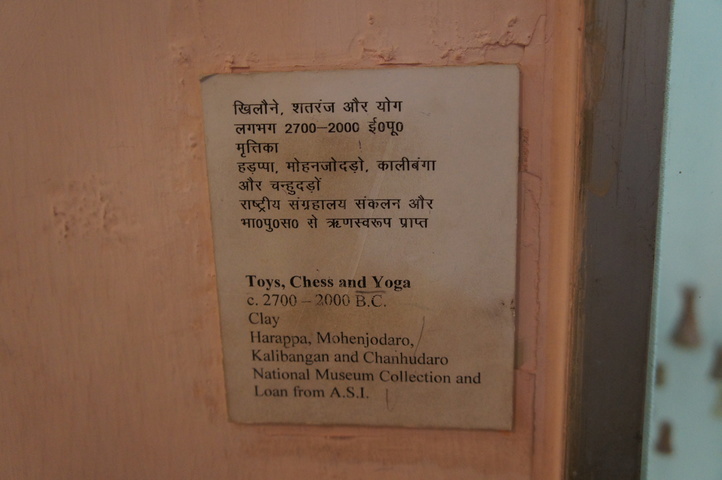 खिलौने, शतरंज और योग
लगभग 2700–2000 ई0पू0
मृत्तिका
हड़प्पा, मोहनजोदड़ो, कालीबंगा
और चन्हुदड़ों
राष्ट्रीय संग्रहालय संकलन और
भा0पु0स0 से ऋणस्वरूप प्राप्त
Toys, Chess and Yoga
c. 2700 – 2000 B.C.
Clay
Harappa, Mohenjodaro,
Kalibangan and Chanhudaro
National Museum Collection and
Loan from A.S.I.